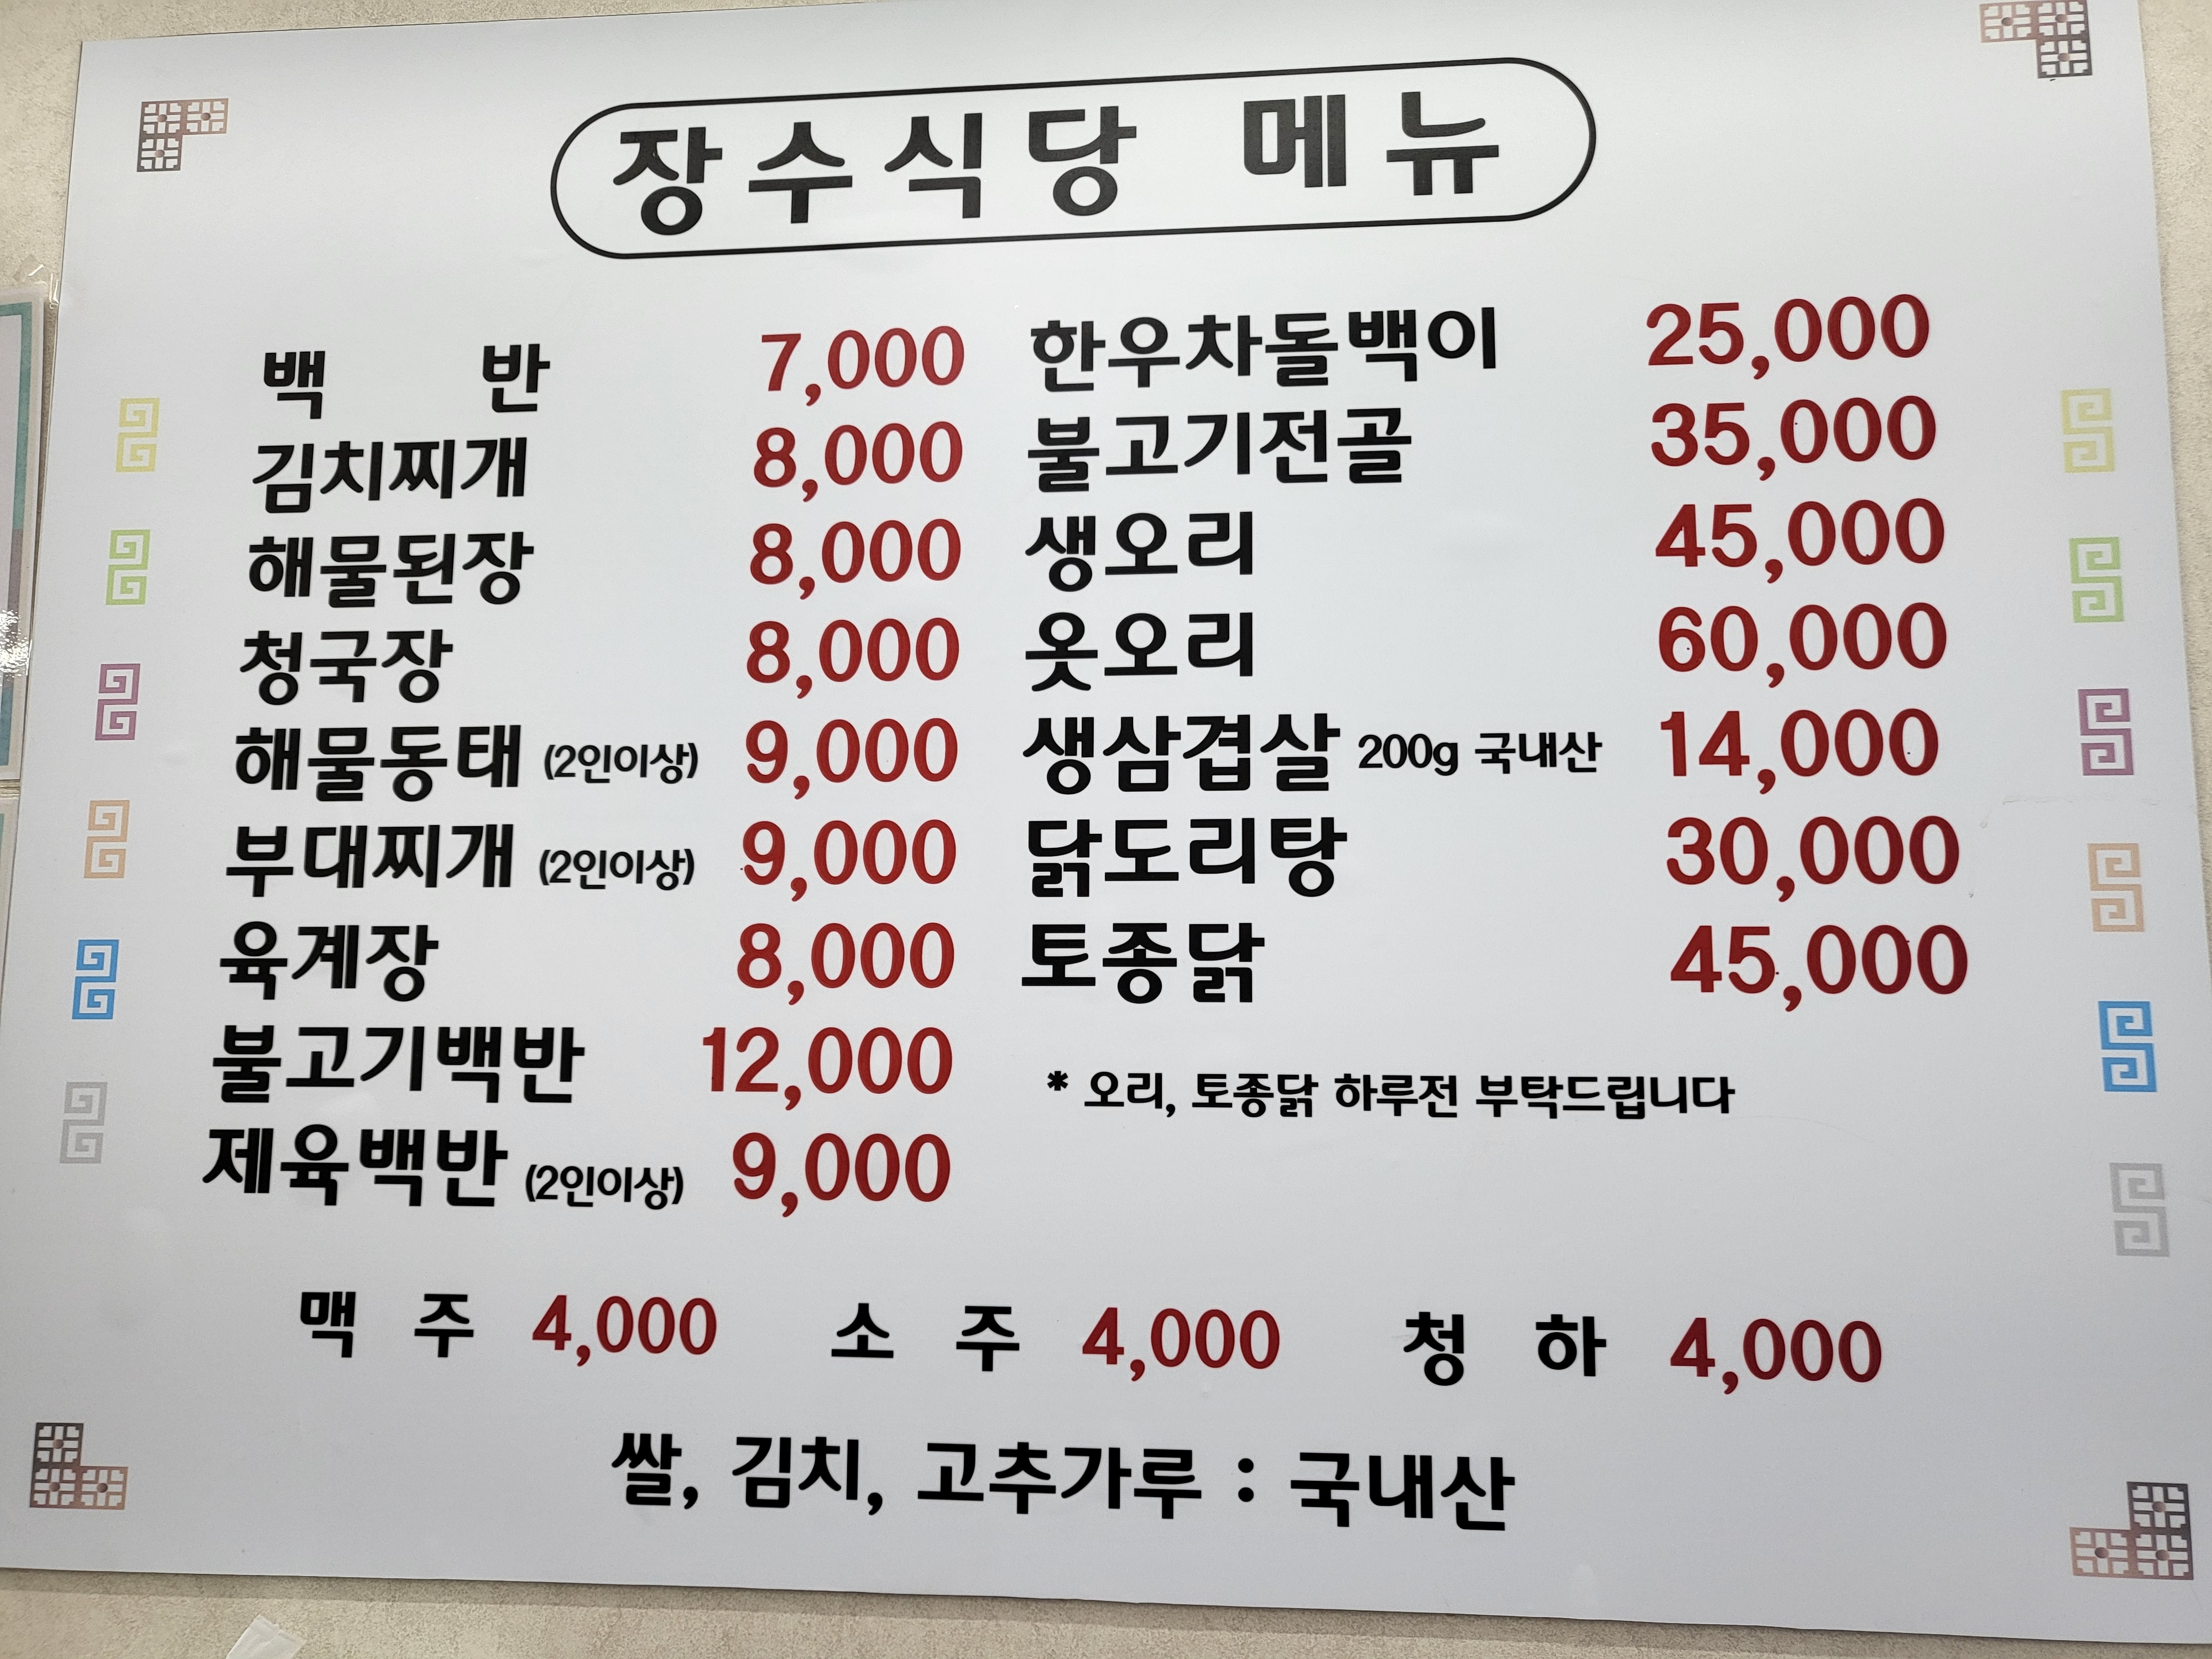 장수식당 메뉴
백 반 7,000
김치찌개 8,000
해물된장 8,000
청국장 8,000
해물동태 (2인이상) 9,000
부대찌개 (2인이상) 9,000
육계장 8,000
불고기백반 12,000
제육백반 (2인이상) 9,000
한우차돌백이 25,000
불고기전골 35,000
생오리 45,000
옷오리 60,000
생삼겹살 200g 국내산 14,000
닭도리탕 30,000
토종닭 45,000
* 오리, 토종닭 하루전 부탁드립니다
맥 주 4,000 소 주 4,000 청 하 4,000
쌀, 김치, 고추가루 : 국내산